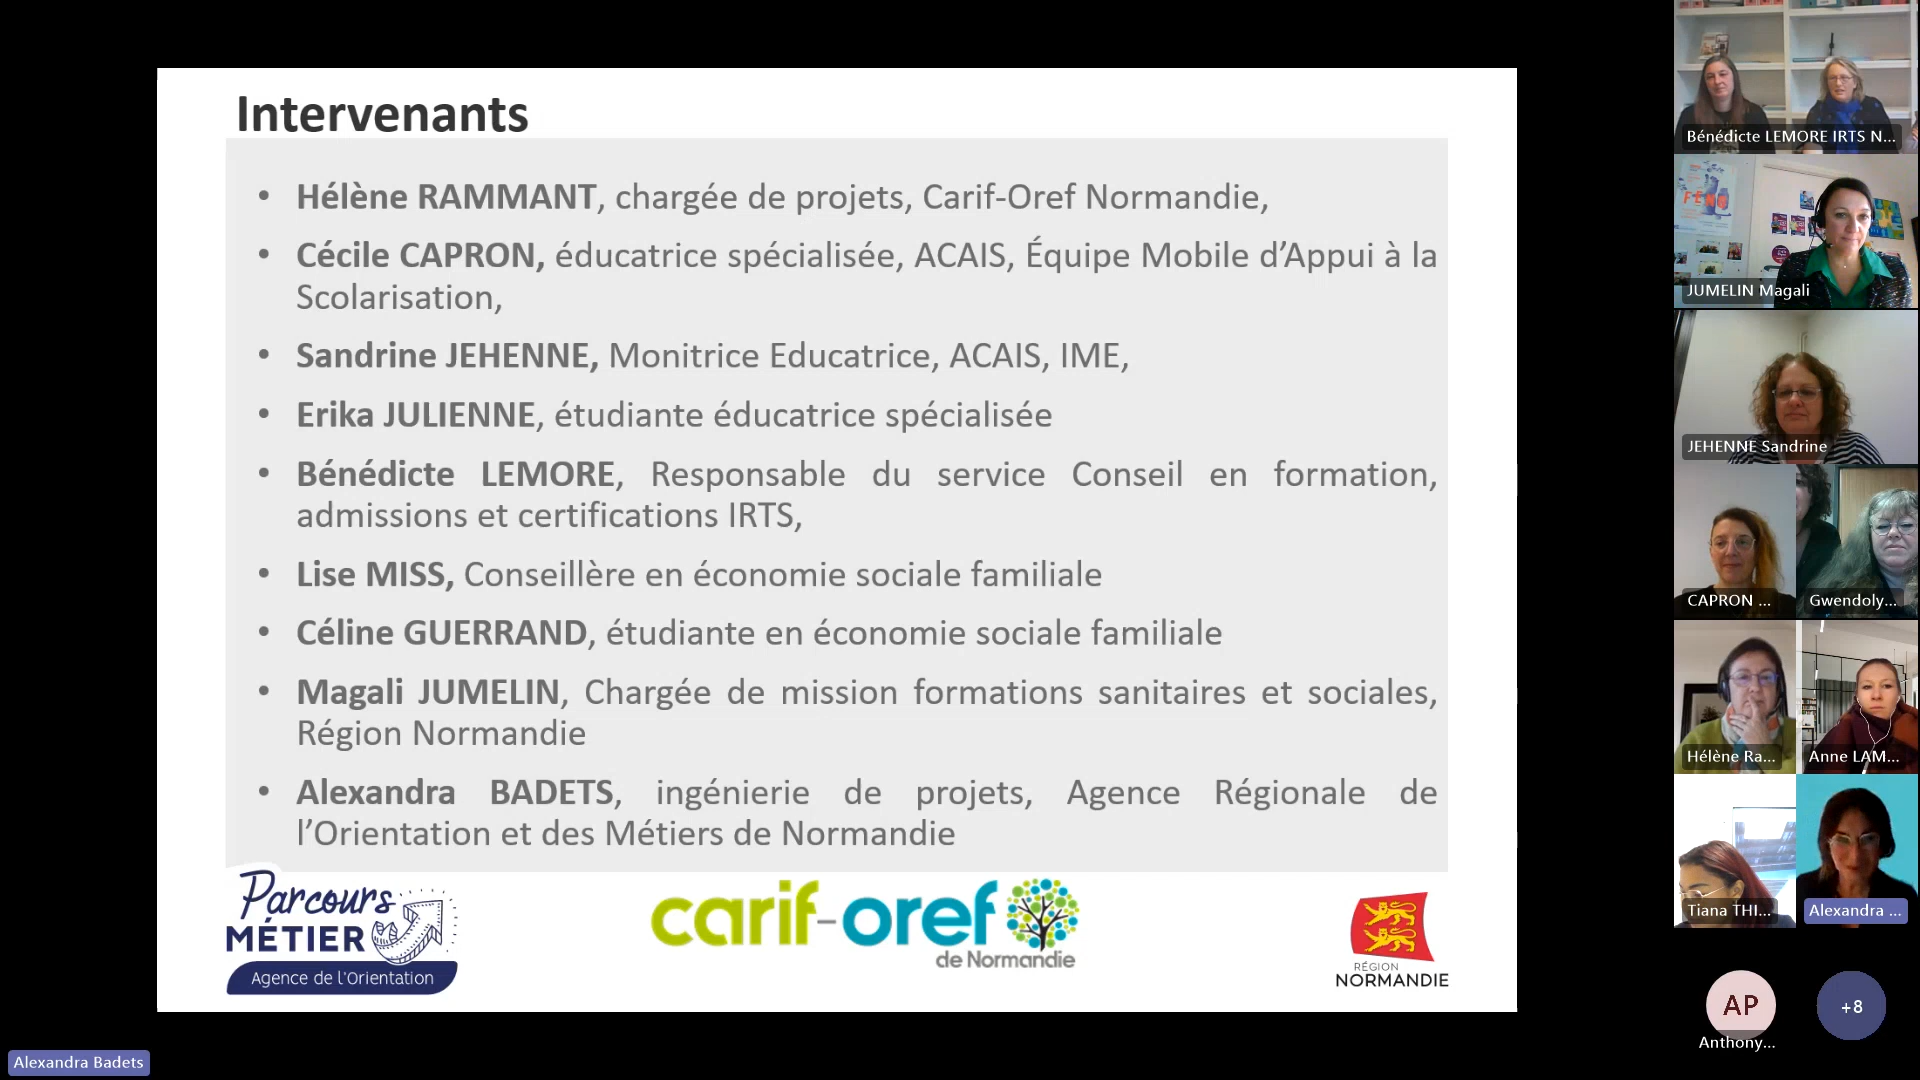 Intervenants
• Hélène RAMMANT, chargée de projets, Carif-Oref Normandie,
• Cécile CAPRON, éducatrice spécialisée, ACAIS, Équipe Mobile d’Appui à la
Scolarisation,
• Sandrine JEHENNE, Monitrice Educatrice, ACAIS, IME,
• Erika JULIENNE, étudiante éducatrice spécialisée
• Bénédicte LEMORE, Responsable du service Conseil en formation,
admissions et certifications IRTS,
• Lise MISS, Conseillère en économie sociale familiale
• Céline GUERRAND, étudiante en économie sociale familiale
• Magali JUMELIN, Chargée de mission formations sanitaires et sociales,
Région Normandie
• Alexandra BADETS, ingénierie de projets, Agence Régionale de
l’Orientation et des Métiers de Normandie
Parcours
MÉTIER
Agence de l'Orientation
carif-oref
de Normandie
RÉGION
NORMANDIE
Alexandra Badets
Bénédicte LEMORE IRTS N...
JUMELIN Magali
JEHENNE Sandrine
CAPRON ...
Gwendoly...
Hélène Ra...
Anne LAM...
Tiana THI...
Alexandra ...
AP
Anthony...
+8